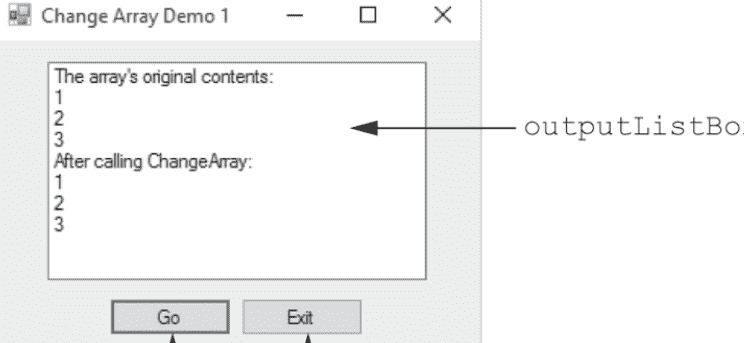 Change Array Demo 1
The array's original contents:
1
2
3
After calling ChangeArray:
1
2
3
Go
Exit